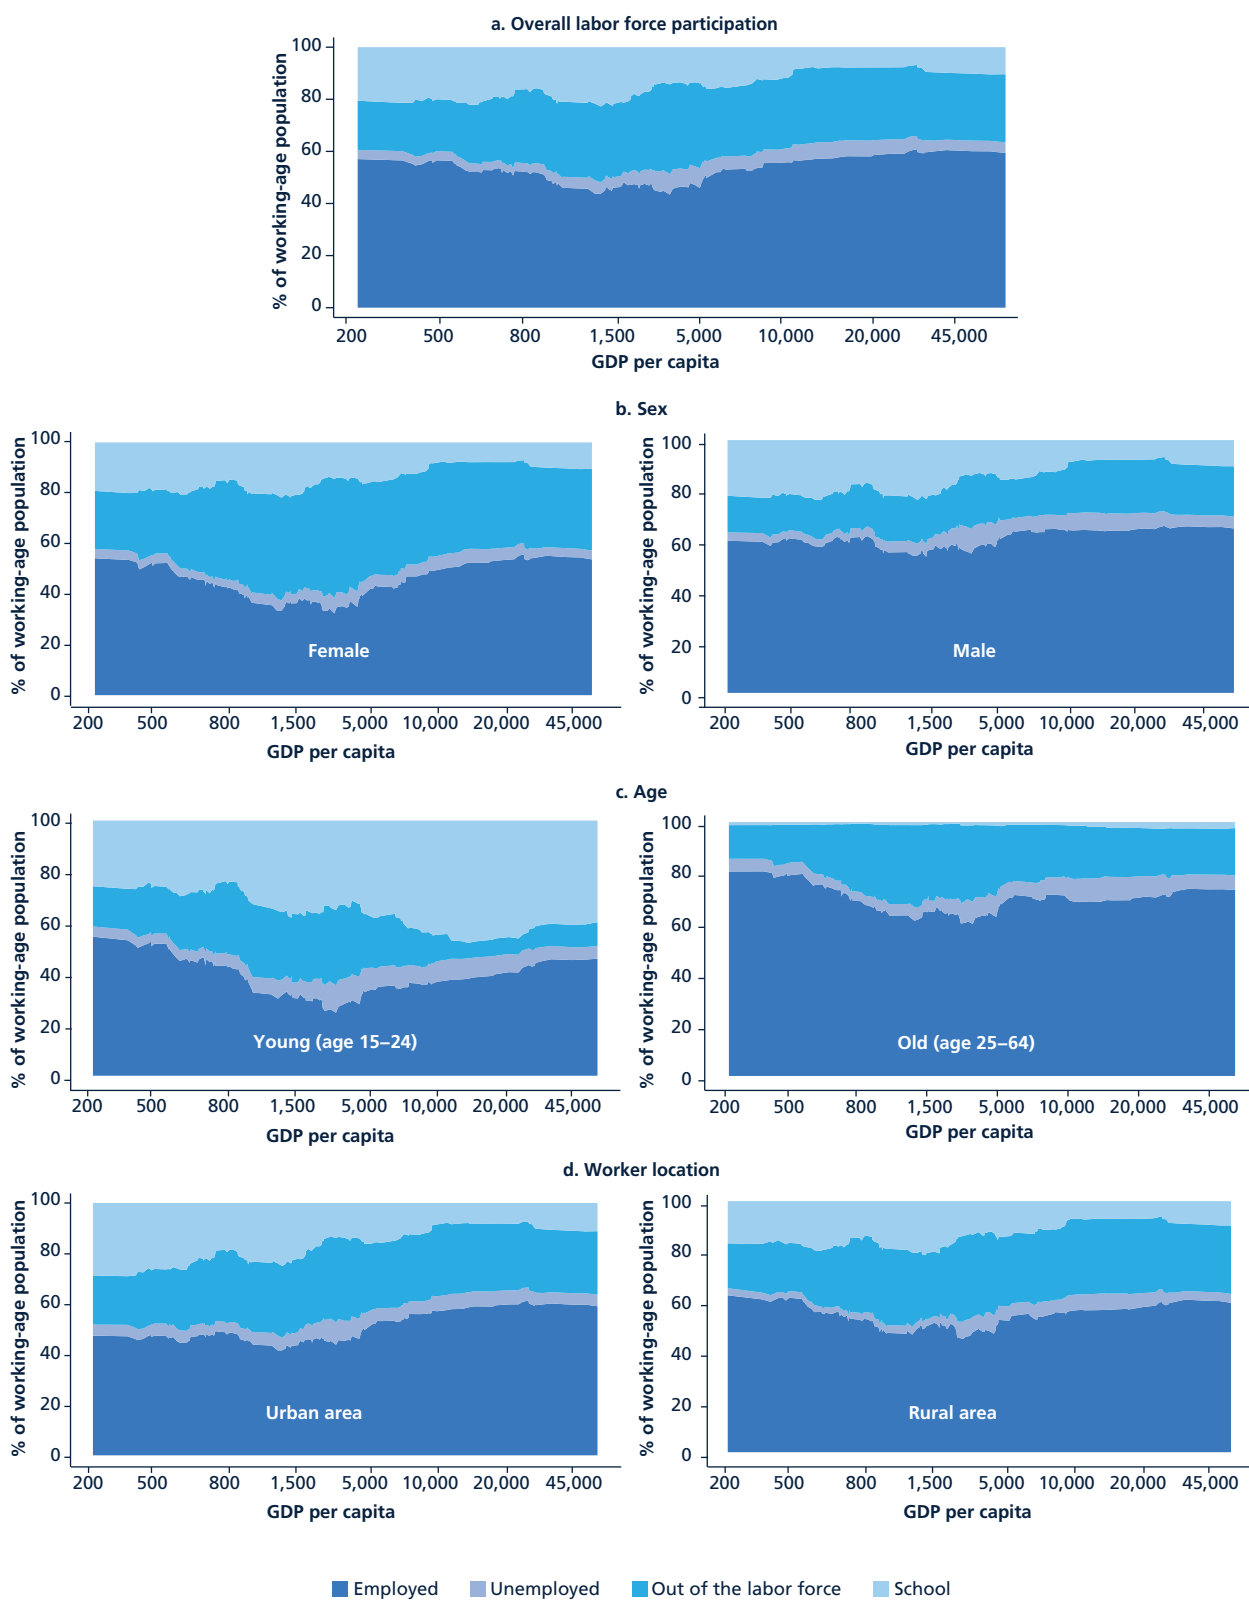 a. Overall labor force participation
% of working-age population
100
80
60
40
20
0
200 500 800 1,500 5,000 10,000 20,000 45,000
GDP per capita
b. Sex
% of working-age population
100
80
60
40
20
0
Female
200 500 800 1,500 5,000 10,000 20,000 45,000
GDP per capita
% of working-age population
100
80
60
40
20
0
Male
200 500 800 1,500 5,000 10,000 20,000 45,000
GDP per capita
c. Age
% of working-age population
100
80
60
40
20
0
Young (age 15–24)
200 500 800 1,500 5,000 10,000 20,000 45,000
GDP per capita
% of working-age population
100
80
60
40
20
0
Old (age 25–64)
200 500 800 1,500 5,000 10,000 20,000 45,000
GDP per capita
d. Worker location
% of working-age population
100
80
60
40
20
0
Urban area
200 500 800 1,500 5,000 10,000 20,000 45,000
GDP per capita
% of working-age population
100
80
60
40
20
0
Rural area
200 500 800 1,500 5,000 10,000 20,000 45,000
GDP per capita
Employed Unemployed Out of the labor force School